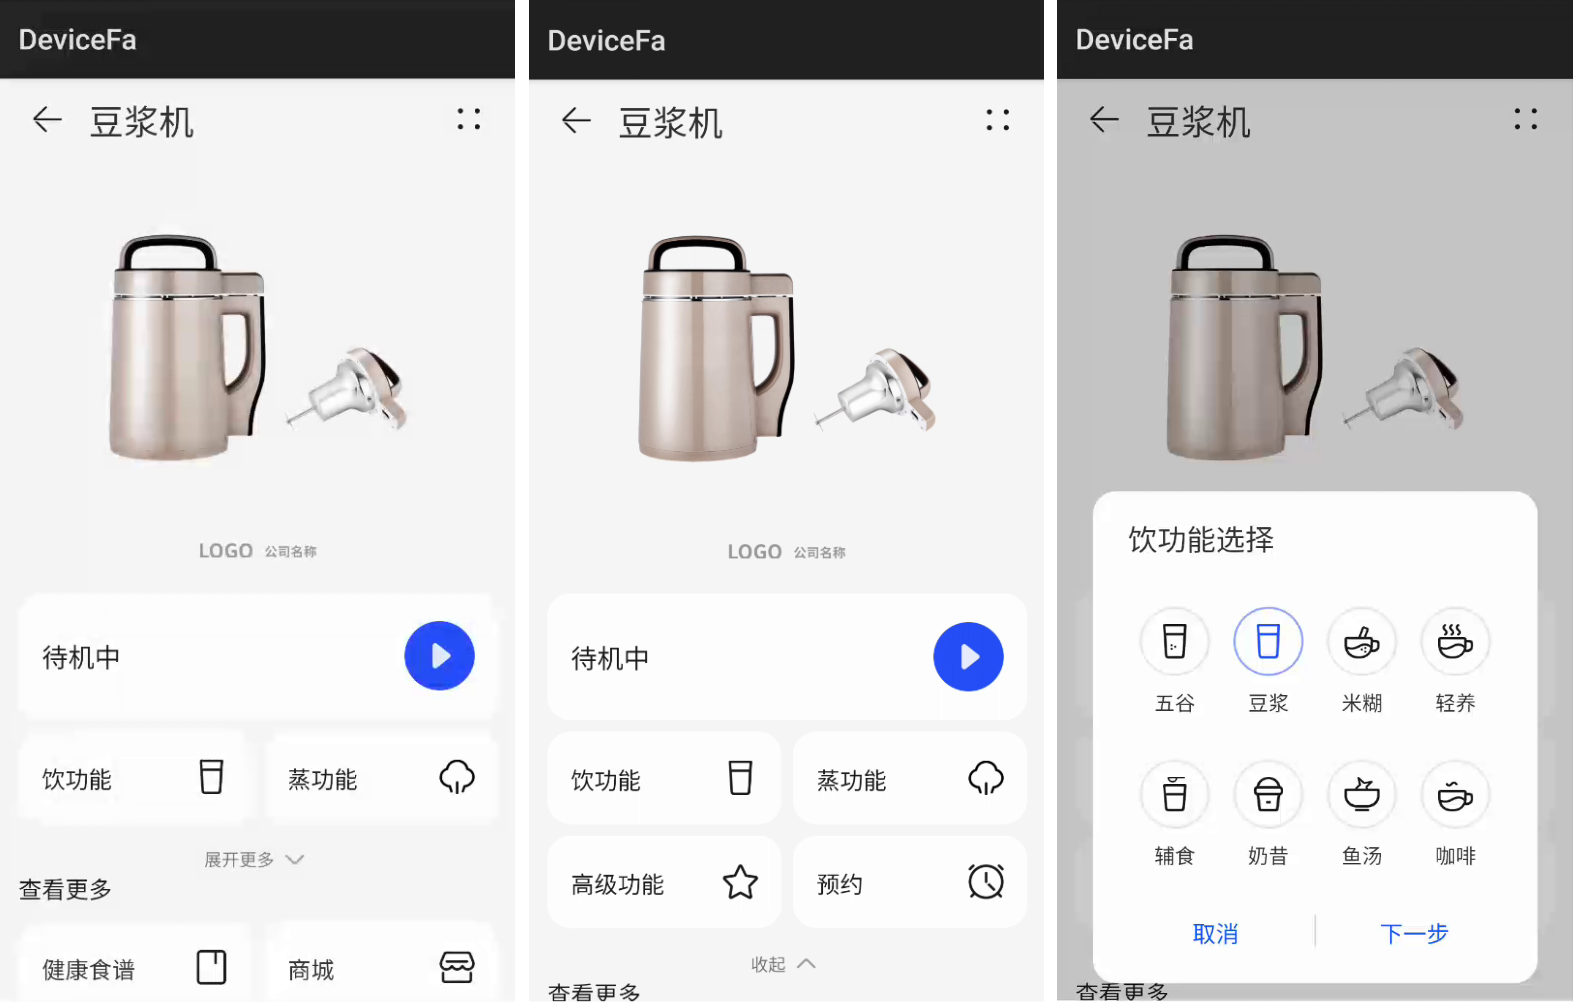 DeviceFa
豆浆机
LOGO 公司名称
待机中
饮功能
蒸功能
展开更多
查看更多
健康食谱
商城
DeviceFa
豆浆机
LOGO 公司名称
待机中
饮功能
蒸功能
高级功能
预约
收起
查看更多
DeviceFa
豆浆机
饮功能选择
五谷
豆浆
米糊
轻养
辅食
奶昔
鱼汤
咖啡
取消
下一步
查看更多